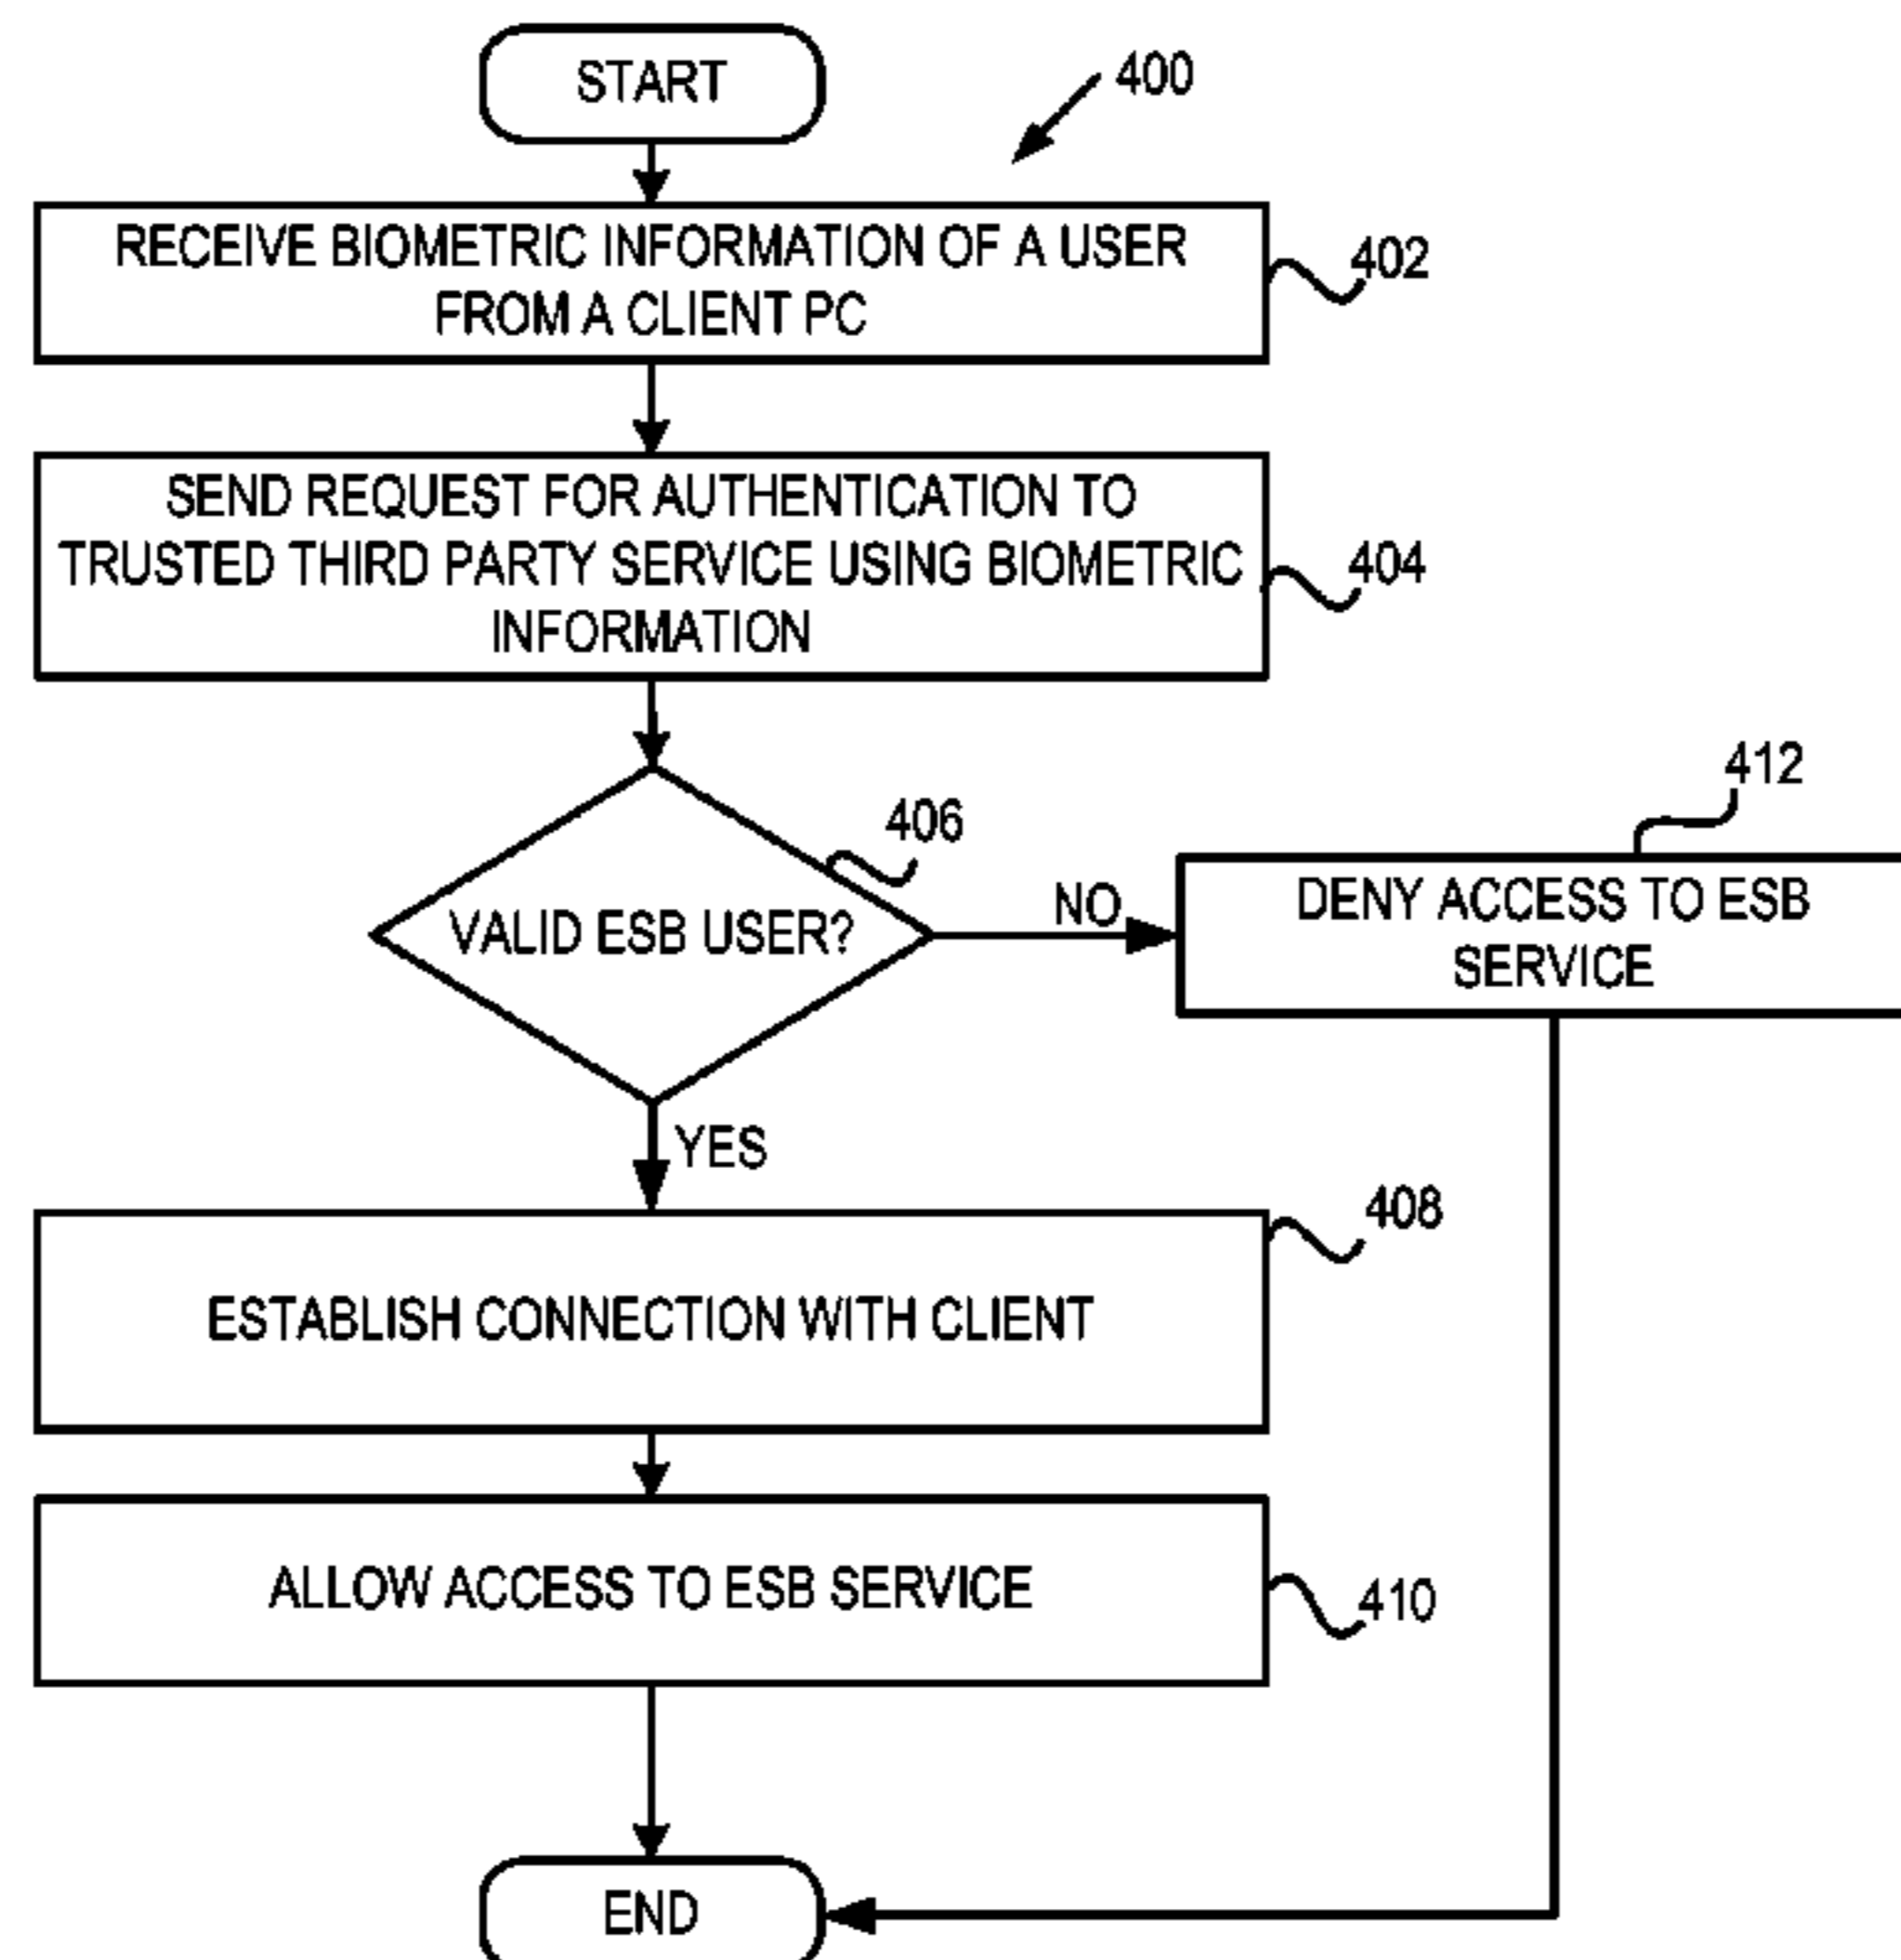 START
400
RECEIVE BIOMETRIC INFORMATION OF A USER
FROM A CLIENT PC
402
SEND REQUEST FOR AUTHENTICATION TO
TRUSTED THIRD PARTY SERVICE USING BIOMETRIC
INFORMATION
404
406
VALID ESB USER?
NO
412
DENY ACCESS TO ESB
SERVICE
YES
408
ESTABLISH CONNECTION WITH CLIENT
ALLOW ACCESS TO ESB SERVICE
410
END